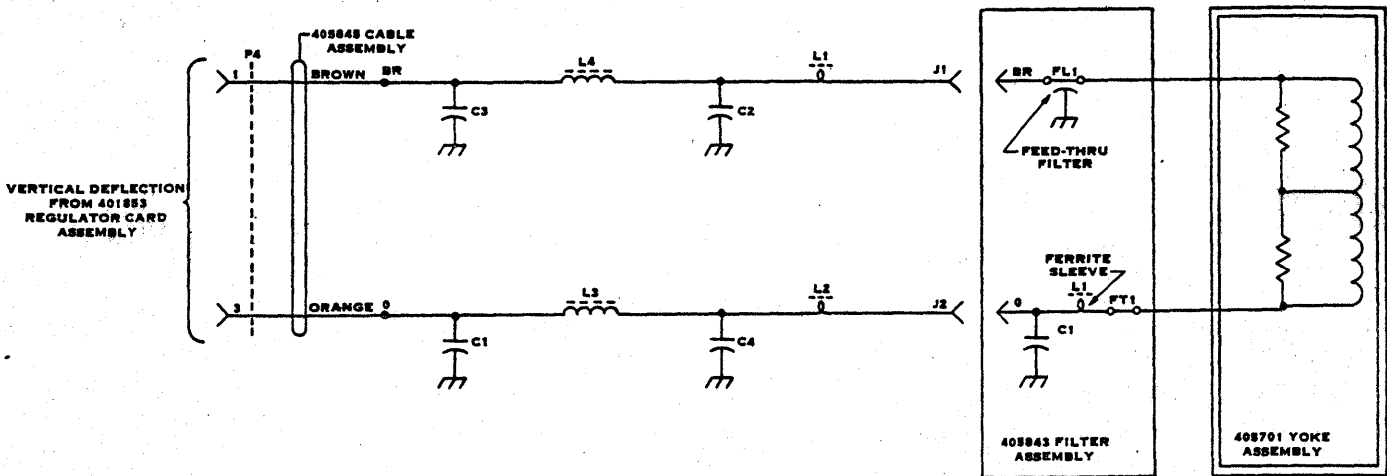 405845 CABLE
ASSEMBLY
P4
1
BROWN
BR
L4
L1
J1
BR
FL1
C3
C2
FEED-THRU
FILTER
VERTICAL DEFLECTION
FROM 401853
REGULATOR CARD
ASSEMBLY
FERRITE
SLEEVE
3
ORANGE
O
L3
L2
J2
O
L1
FT1
C1
C4
C1
405843 FILTER
ASSEMBLY
405701 YOKE
ASSEMBLY